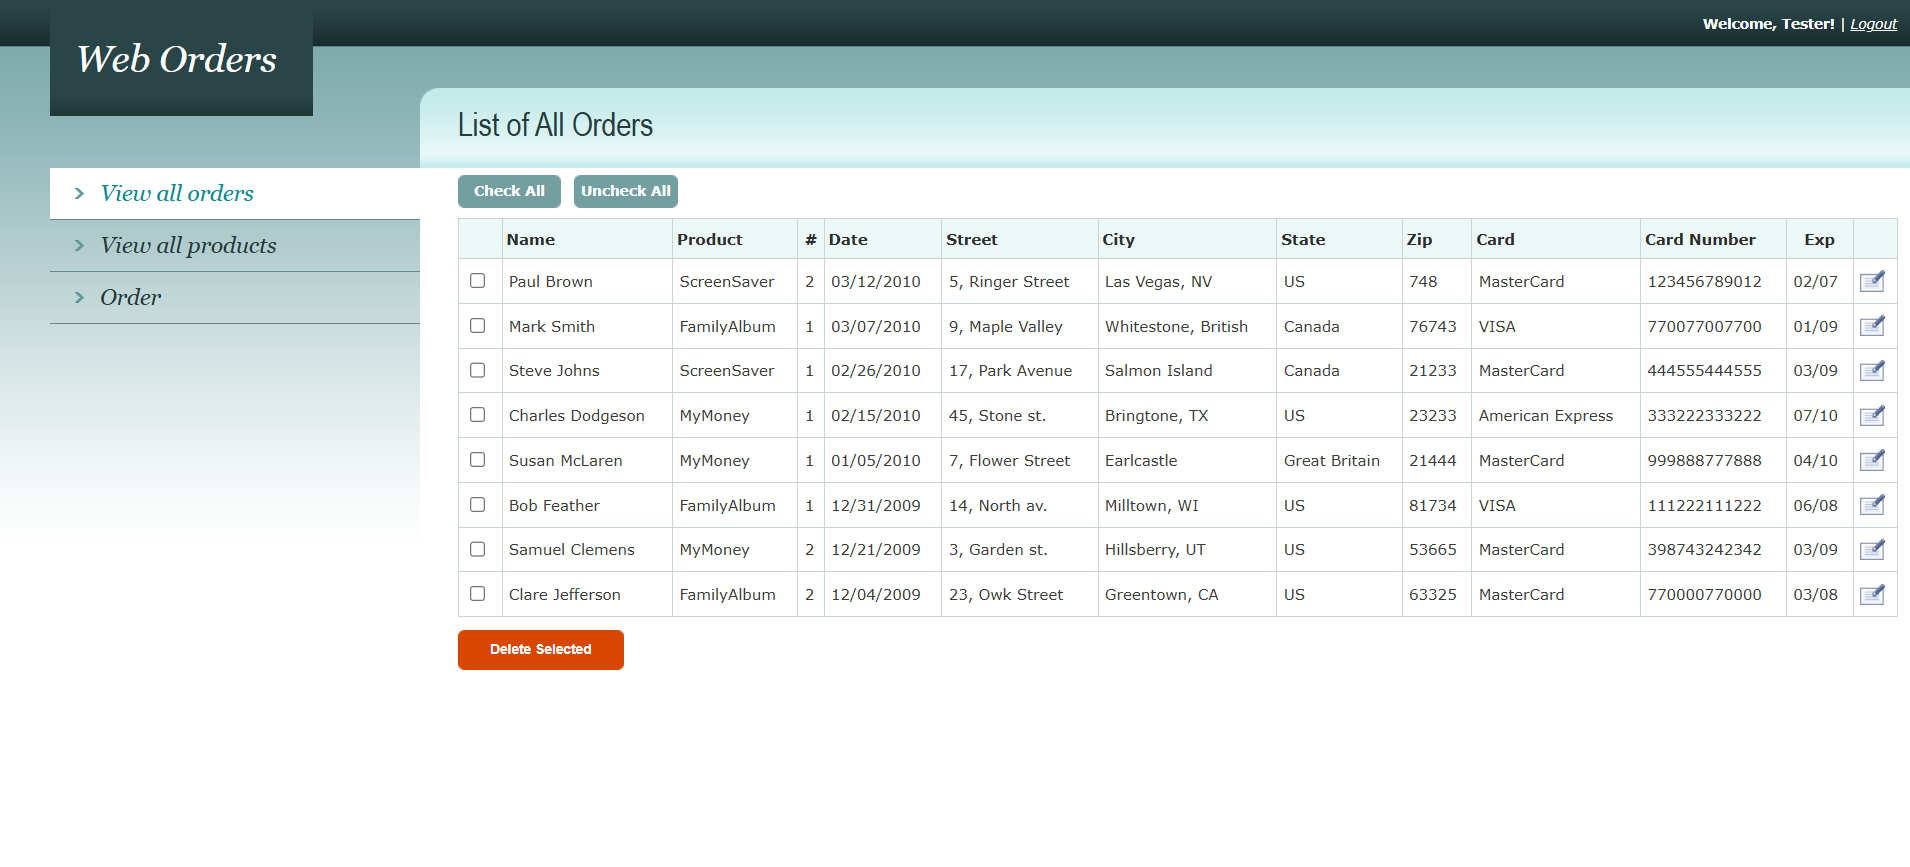 Welcome, Tester! | Logout
Web Orders
List of All Orders
View all orders
View all products
Order
Check All Uncheck All
Name Product # Date Street City State Zip Card Card Number Exp
Paul Brown ScreenSaver 2 03/12/2010 5, Ringer Street Las Vegas, NV US 748 MasterCard 123456789012 02/07
Mark Smith FamilyAlbum 1 03/07/2010 9, Maple Valley Whitestone, British Canada 76743 VISA 770077007700 01/09
Steve Johns ScreenSaver 1 02/26/2010 17, Park Avenue Salmon Island Canada 21233 MasterCard 444555444555 03/09
Charles Dodgeson MyMoney 1 02/15/2010 45, Stone st. Bringtone, TX US 23233 American Express 333222333222 07/10
Susan McLaren MyMoney 1 01/05/2010 7, Flower Street Earlcastle Great Britain 21444 MasterCard 999888777888 04/10
Bob Feather FamilyAlbum 1 12/31/2009 14, North av. Milltown, WI US 81734 VISA 111222111222 06/08
Samuel Clemens MyMoney 2 12/21/2009 3, Garden st. Hillsberry, UT US 53665 MasterCard 398743242342 03/09
Clare Jefferson FamilyAlbum 2 12/04/2009 23, Owk Street Greentown, CA US 63325 MasterCard 770000770000 03/08
Delete Selected